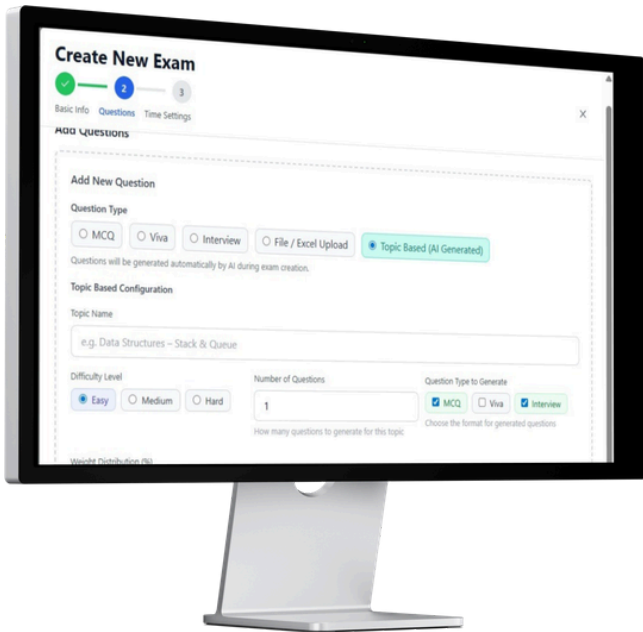 Create New Exam
2 3
Basic Info Questions Time Settings
X
Add Questions
Add New Question
Question Type
MCQ Viva Interview File / Excel Upload Topic Based (AI Generated)
Questions will be generated automatically by AI during exam creation.
Topic Based Configuration
Topic Name
e.g. Data Structures – Stack & Queue
Difficulty Level Number of Questions Question Type to Generate
Easy Medium Hard 1 MCQ Viva Interview
How many questions to generate for this topic Choose the format for generated questions
Weight Distribution (%)